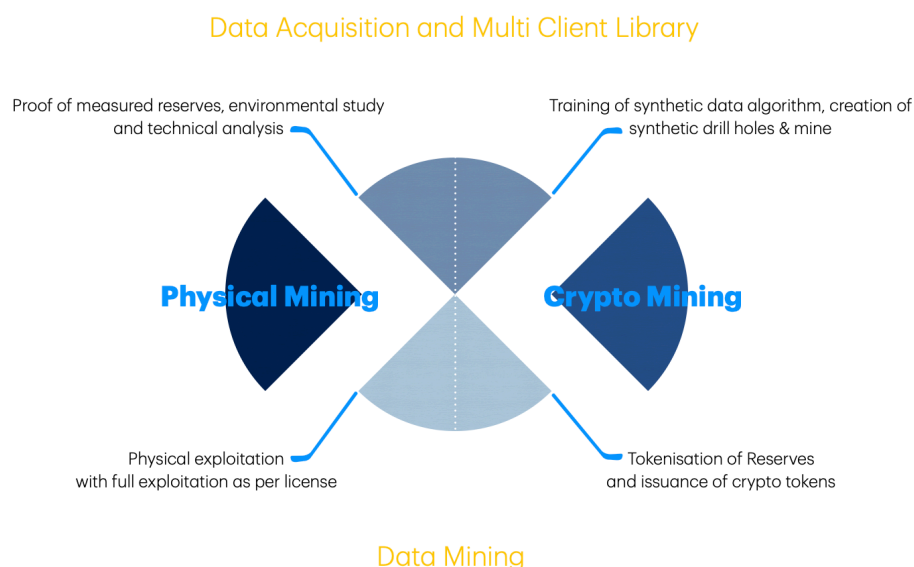 Data Acquisition and Multi Client Library
Proof of measured reserves, environmental study
and technical analysis
Training of synthetic data algorithm, creation of
synthetic drill holes & mine
Physical Mining
Crypto Mining
Physical exploitation
with full exploitation as per license
Tokenisation of Reserves
and issuance of crypto tokens
Data Mining